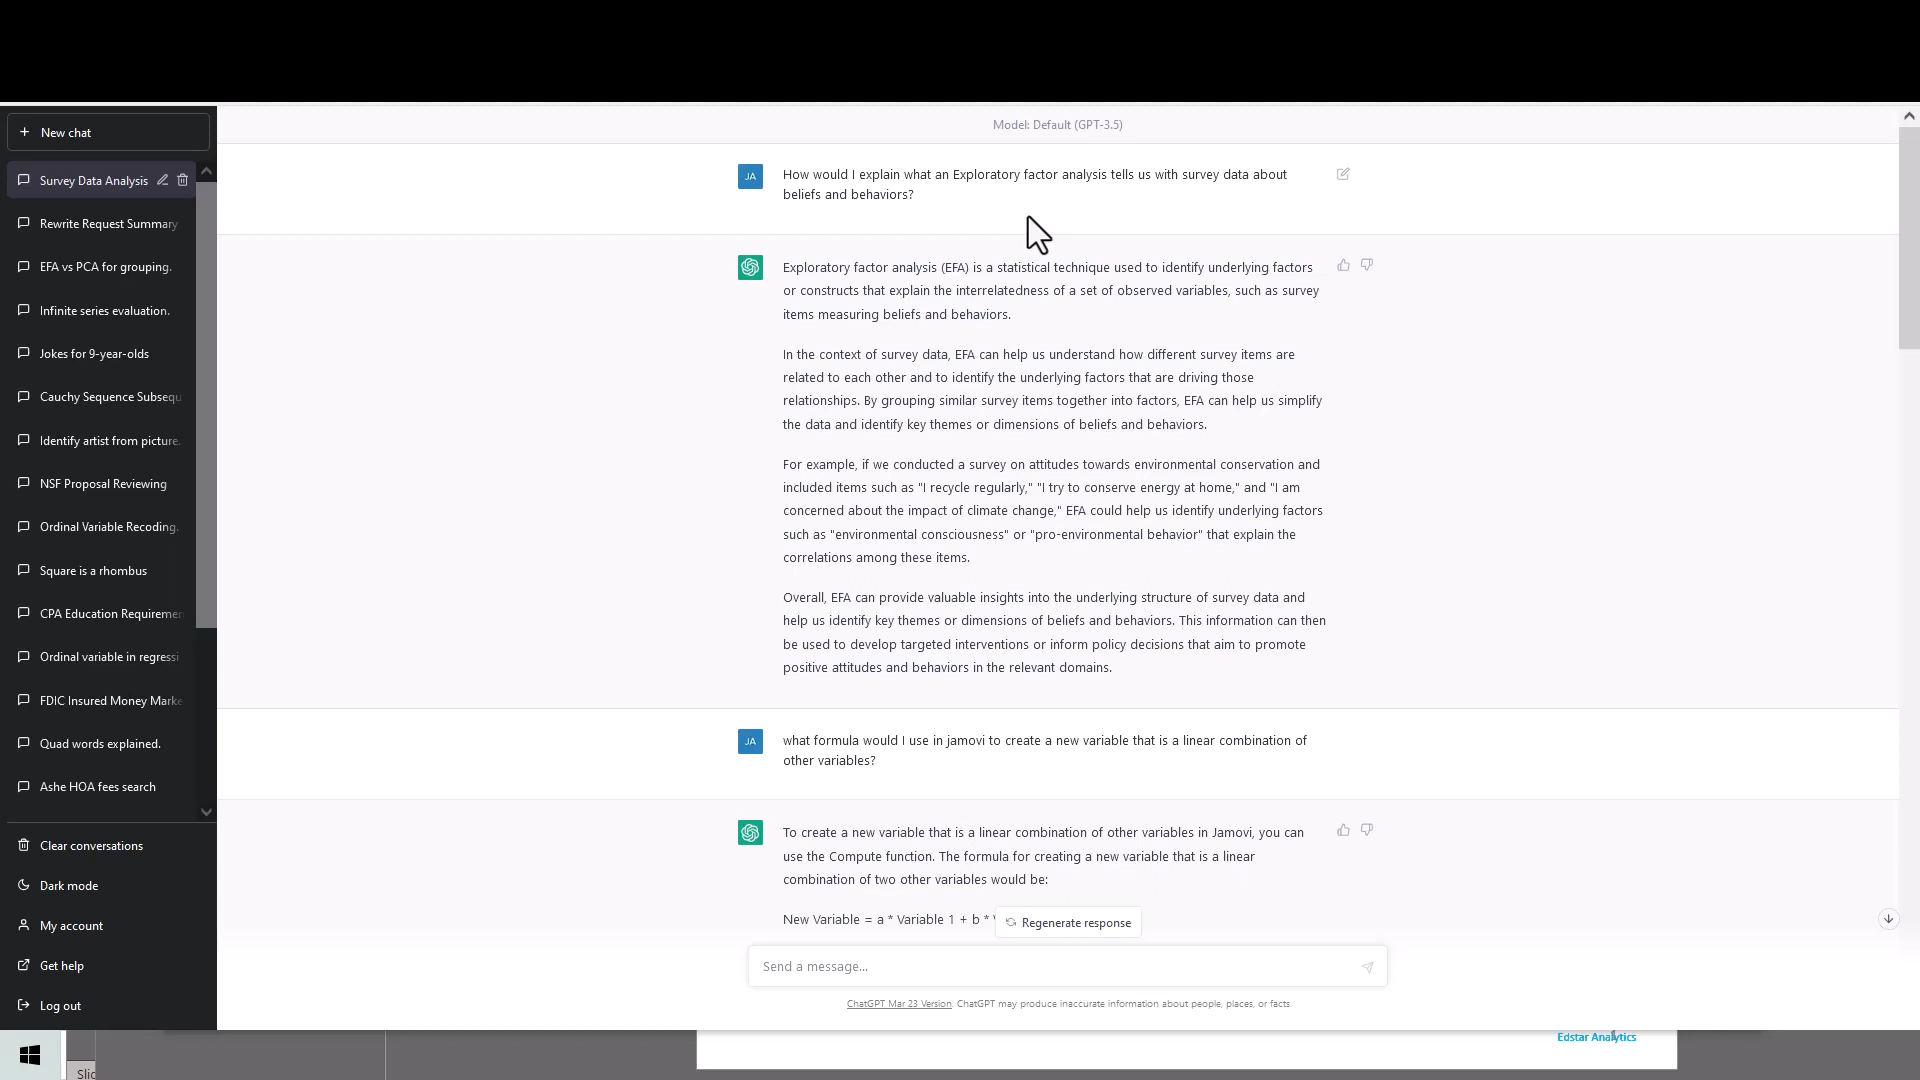 Model: Default (GPT-3.5)
New chat
Survey Data Analysis
Rewrite Request Summary
EFA vs PCA for grouping.
Infinite series evaluation.
Jokes for 9-year-olds
Cauchy Sequence Subsequ
Identify artist from picture.
NSF Proposal Reviewing
Ordinal Variable Recoding.
Square is a rhombus
CPA Education Requiremen
Ordinal variable in regressi
FDIC Insured Money Marke
Quad words explained.
Ashe HOA fees search
Clear conversations
Dark mode
My account
Get help
Log out
JA
How would I explain what an Exploratory factor analysis tells us with survey data about
beliefs and behaviors?
Exploratory factor analysis (EFA) is a statistical technique used to identify underlying factors
or constructs that explain the interrelatedness of a set of observed variables, such as survey
items measuring beliefs and behaviors.
In the context of survey data, EFA can help us understand how different survey items are
related to each other and to identify the underlying factors that are driving those
relationships. By grouping similar survey items together into factors, EFA can help us simplify
the data and identify key themes or dimensions of beliefs and behaviors.
For example, if we conducted a survey on attitudes towards environmental conservation and
included items such as "I recycle regularly," "I try to conserve energy at home," and "I am
concerned about the impact of climate change," EFA could help us identify underlying factors
such as "environmental consciousness" or "pro-environmental behavior" that explain the
correlations among these items.
Overall, EFA can provide valuable insights into the underlying structure of survey data and
help us identify key themes or dimensions of beliefs and behaviors. This information can then
be used to develop targeted interventions or inform policy decisions that aim to promote
positive attitudes and behaviors in the relevant domains.
JA
what formula would I use in jamovi to create a new variable that is a linear combination of
other variables?
To create a new variable that is a linear combination of other variables in Jamovi, you can
use the Compute function. The formula for creating a new variable that is a linear
combination of two other variables would be:
New Variable = a * Variable 1 + b *
Regenerate response
Send a message...
ChatGPT Mar 23 Version. ChatGPT may produce inaccurate information about people, places, or facts
Edstar Analytics
Slid